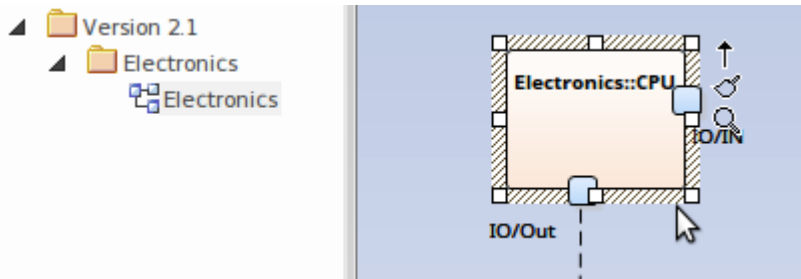 Version 2.1
Electronics
Electronics
Electronics::CPU
IO/IN
IO/Out